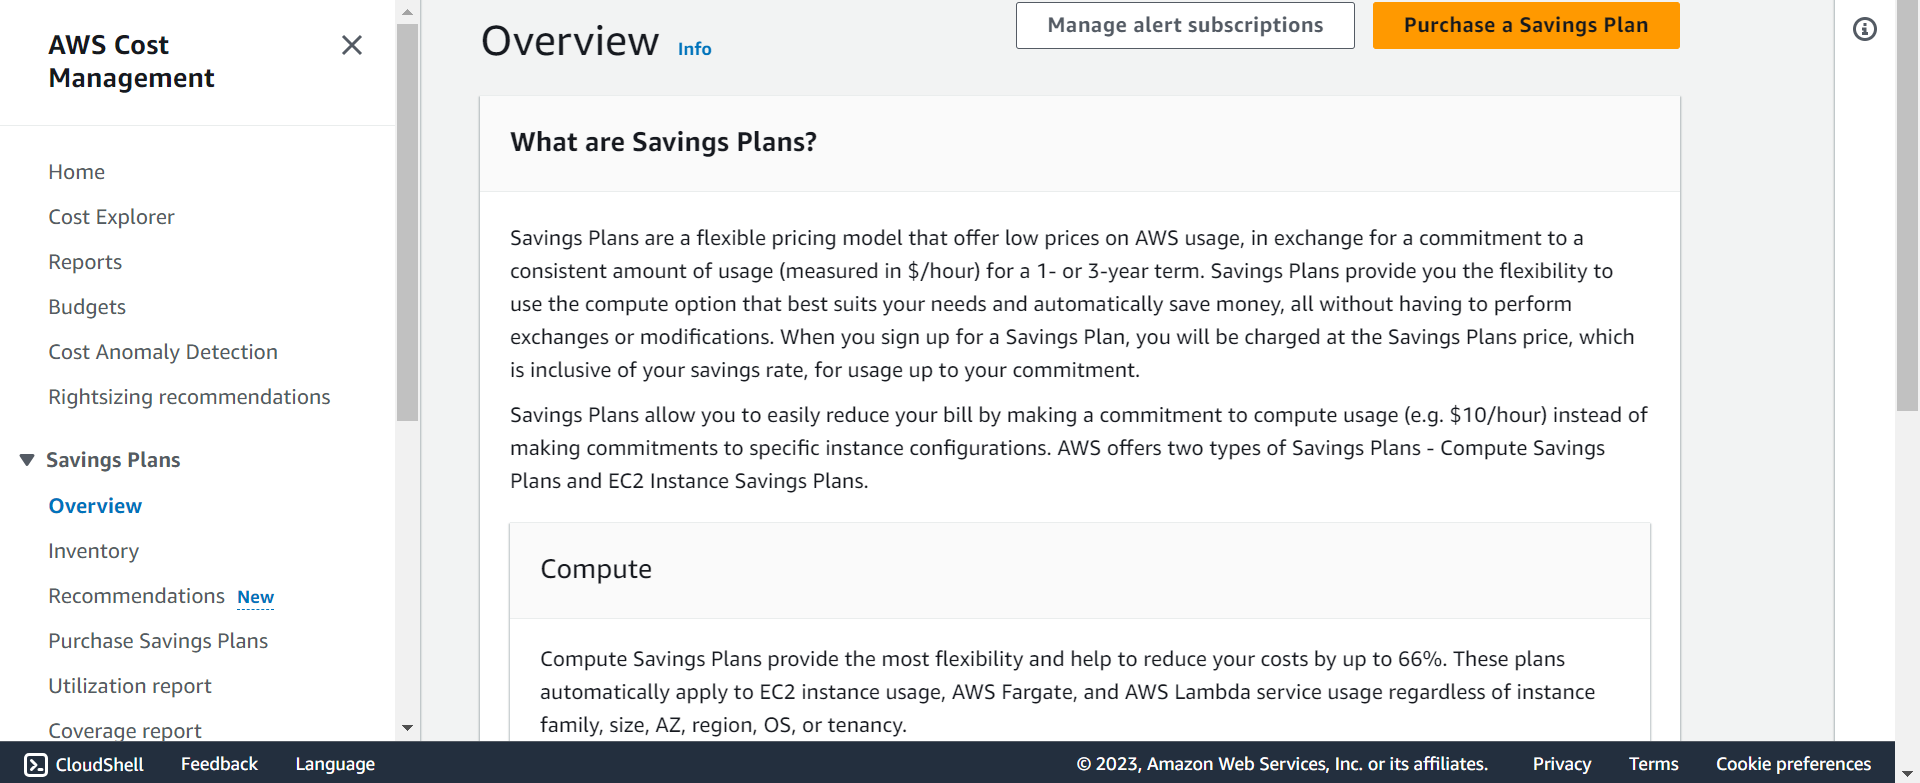 AWS Cost
Management
Home
Cost Explorer
Reports
Budgets
Cost Anomaly Detection
Rightsizing recommendations
Savings Plans
Overview
Inventory
Recommendations New
Purchase Savings Plans
Utilization report
Coverage report
Overview Info
Manage alert subscriptions
Purchase a Savings Plan
What are Savings Plans?
Savings Plans are a flexible pricing model that offer low prices on AWS usage, in exchange for a commitment to a
consistent amount of usage (measured in $/hour) for a 1- or 3-year term. Savings Plans provide you the flexibility to
use the compute option that best suits your needs and automatically save money, all without having to perform
exchanges or modifications. When you sign up for a Savings Plan, you will be charged at the Savings Plans price, which
is inclusive of your savings rate, for usage up to your commitment.
Savings Plans allow you to easily reduce your bill by making a commitment to compute usage (e.g. $10/hour) instead of
making commitments to specific instance configurations. AWS offers two types of Savings Plans - Compute Savings
Plans and EC2 Instance Savings Plans.
Compute
Compute Savings Plans provide the most flexibility and help to reduce your costs by up to 66%. These plans
automatically apply to EC2 instance usage, AWS Fargate, and AWS Lambda service usage regardless of instance
family, size, AZ, region, OS, or tenancy.
CloudShell Feedback Language © 2023, Amazon Web Services, Inc. or its affiliates. Privacy Terms Cookie preferences